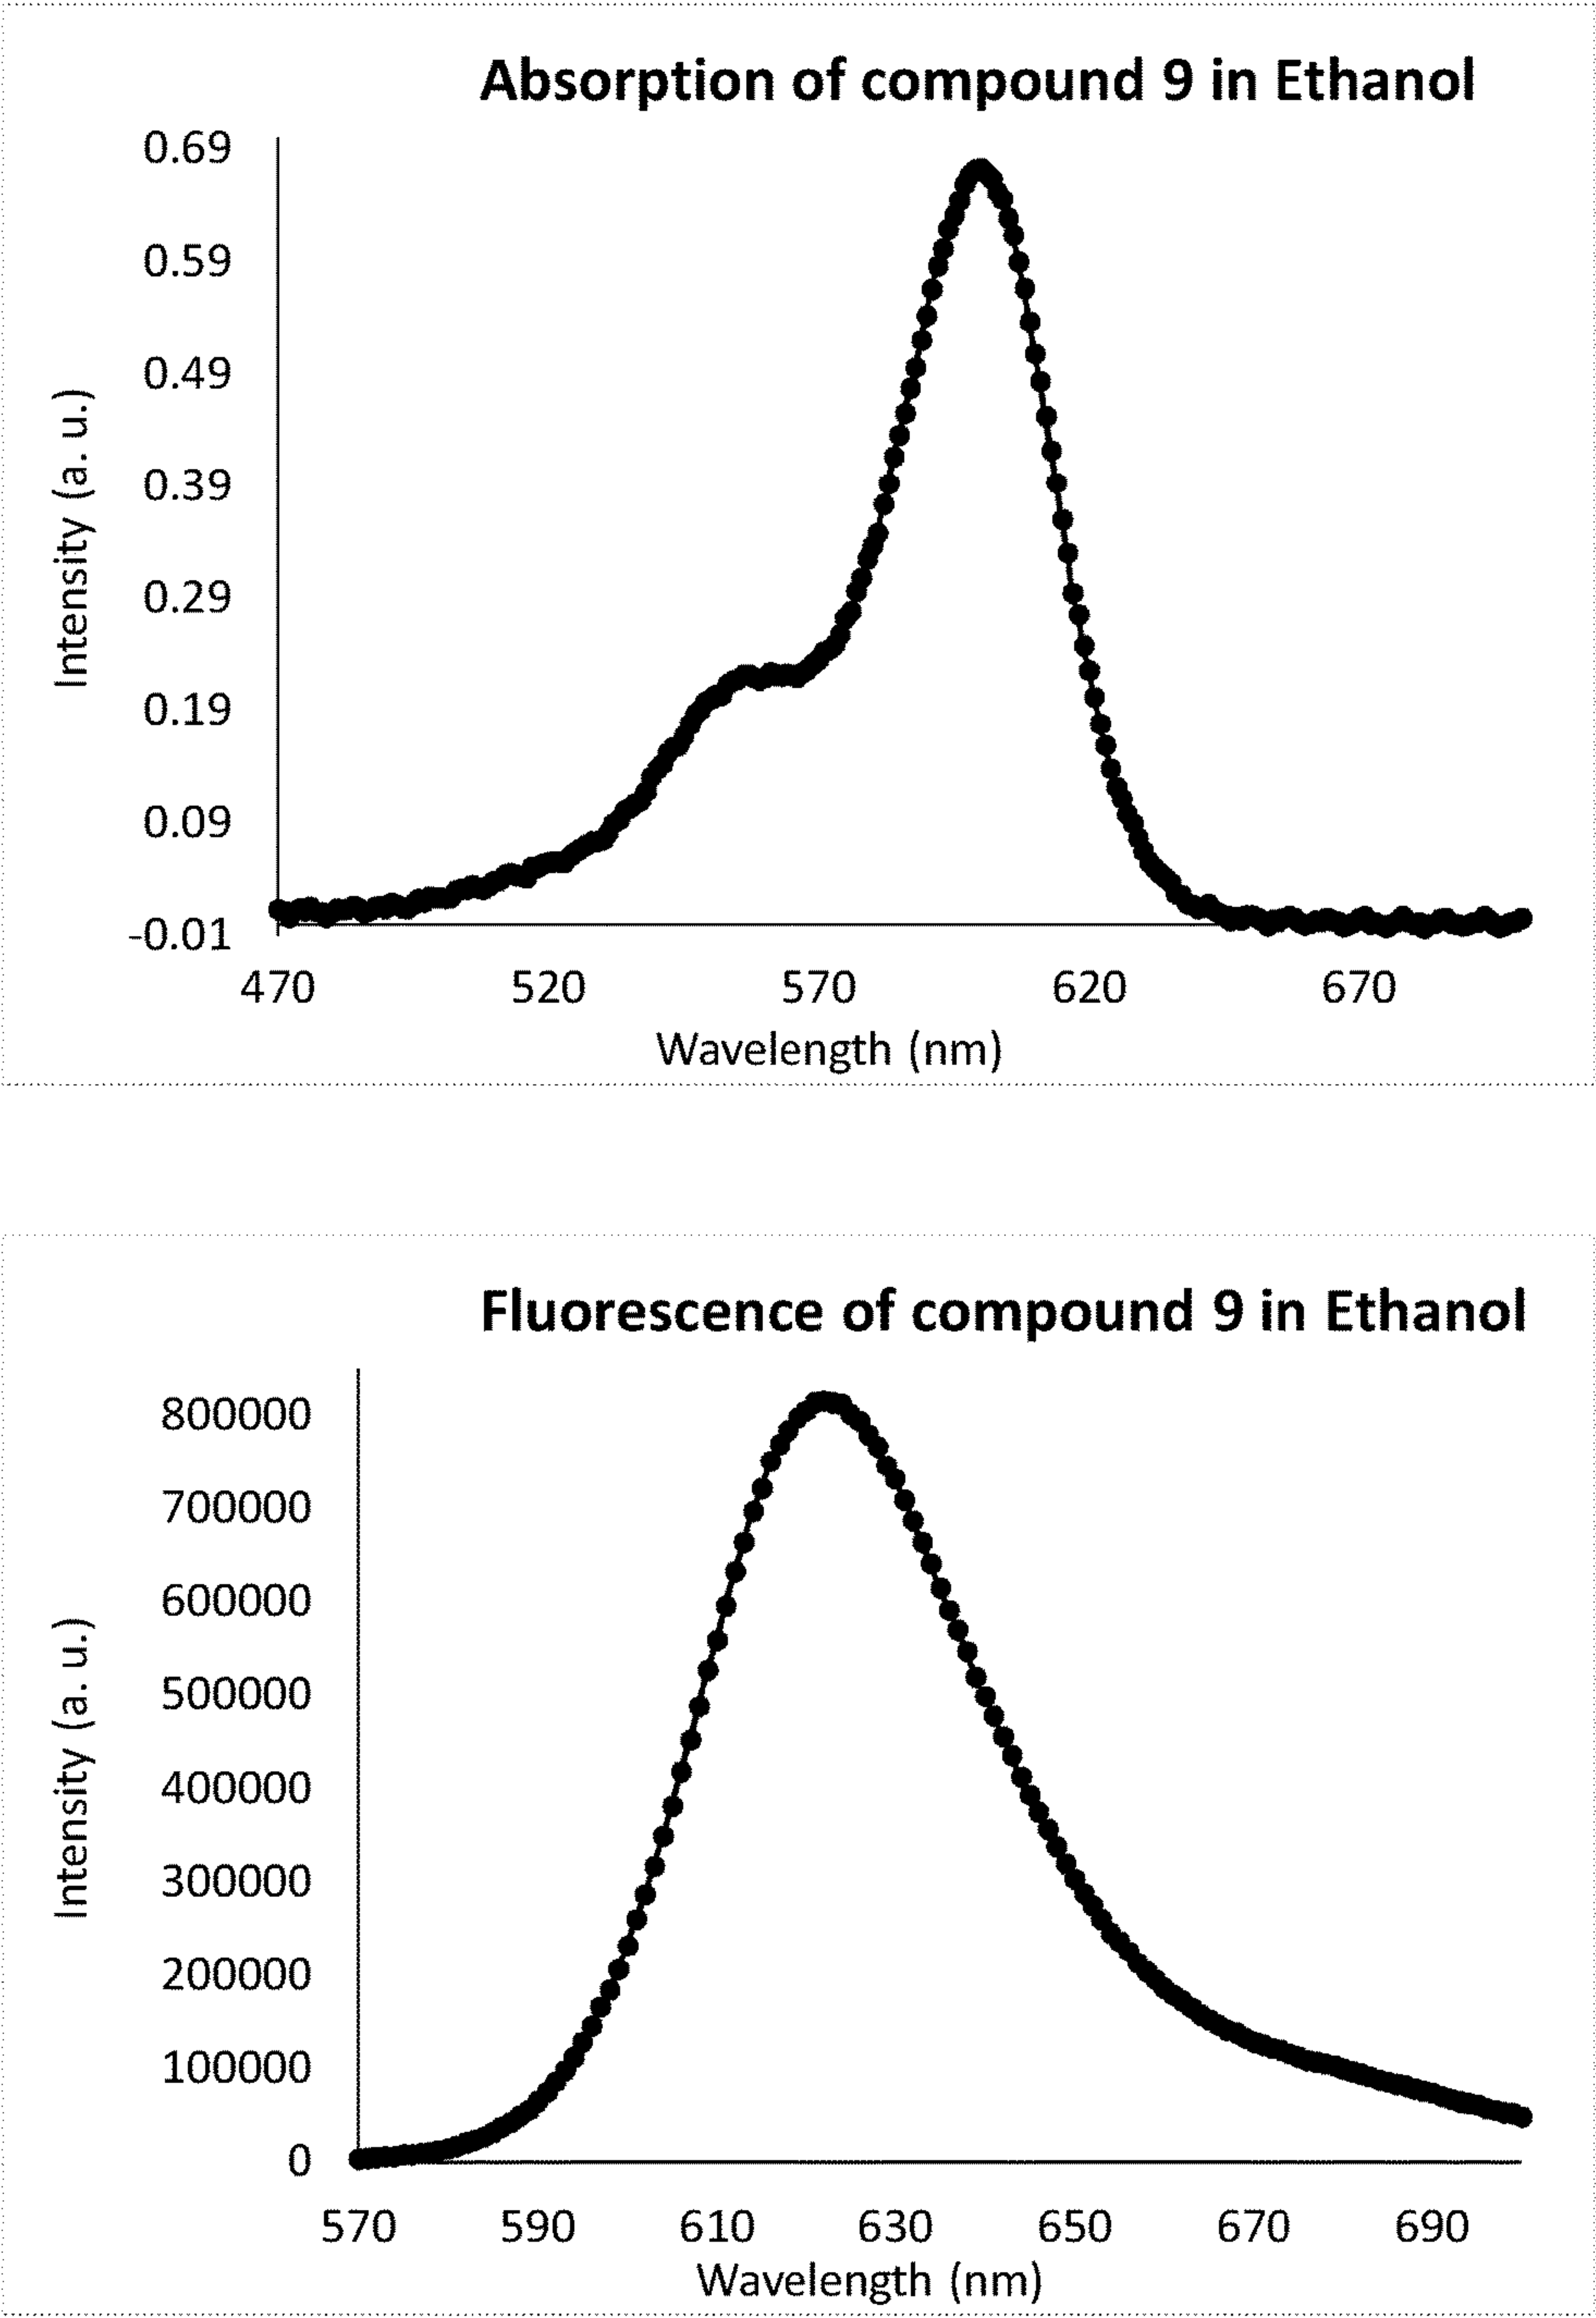 Absorption of compound 9 in Ethanol
0.69
0.59
0.49
0.39
0.29
0.19
0.09
-0.01
Intensity (a. u.)
470 520 570 620 670
Wavelength (nm)
Fluorescence of compound 9 in Ethanol
800000
700000
600000
500000
400000
300000
200000
100000
0
Intensity (a. u.)
570 590 610 630 650 670 690
Wavelength (nm)